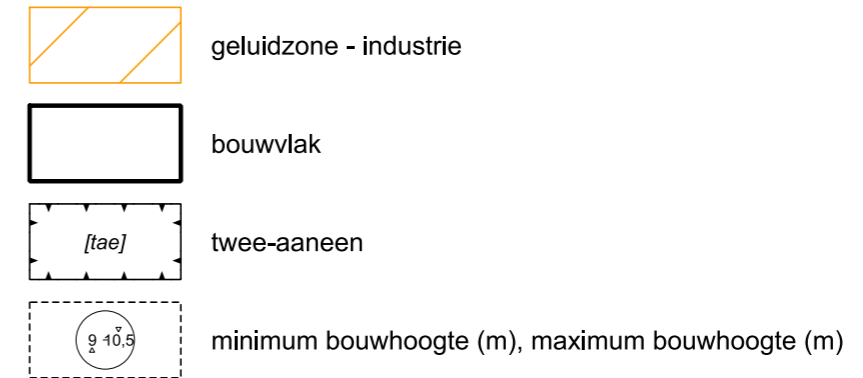 geluidzone - industrie
bouwvlak
[tae] twee-aaneen
9 -10,5 minimum bouwhoogte (m), maximum bouwhoogte (m)